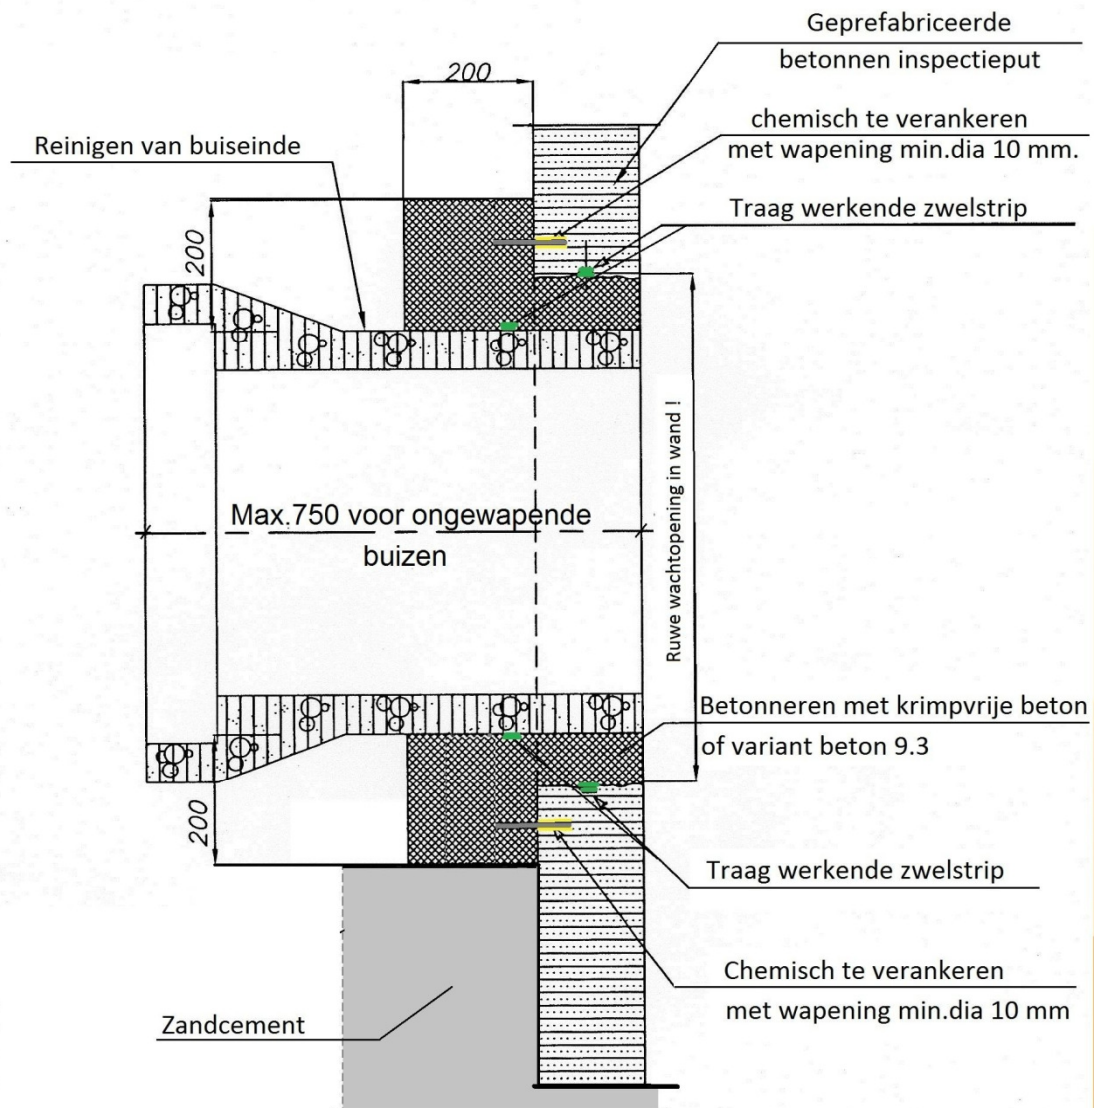 Geprefabriceerde
betonnen inspectieput
200
chemisch te verankeren
met wapening min.dia 10 mm.
Reinigen van buiseinde
Traag werkende zwelstrip
200
Ruwe wachtopening in wand !
Max.750 voor ongewapende
buizen
Betonneren met krimpvrije beton
of variant beton 9.3
200
Traag werkende zwelstrip
Chemisch te verankeren
met wapening min.dia 10 mm
Zandcement